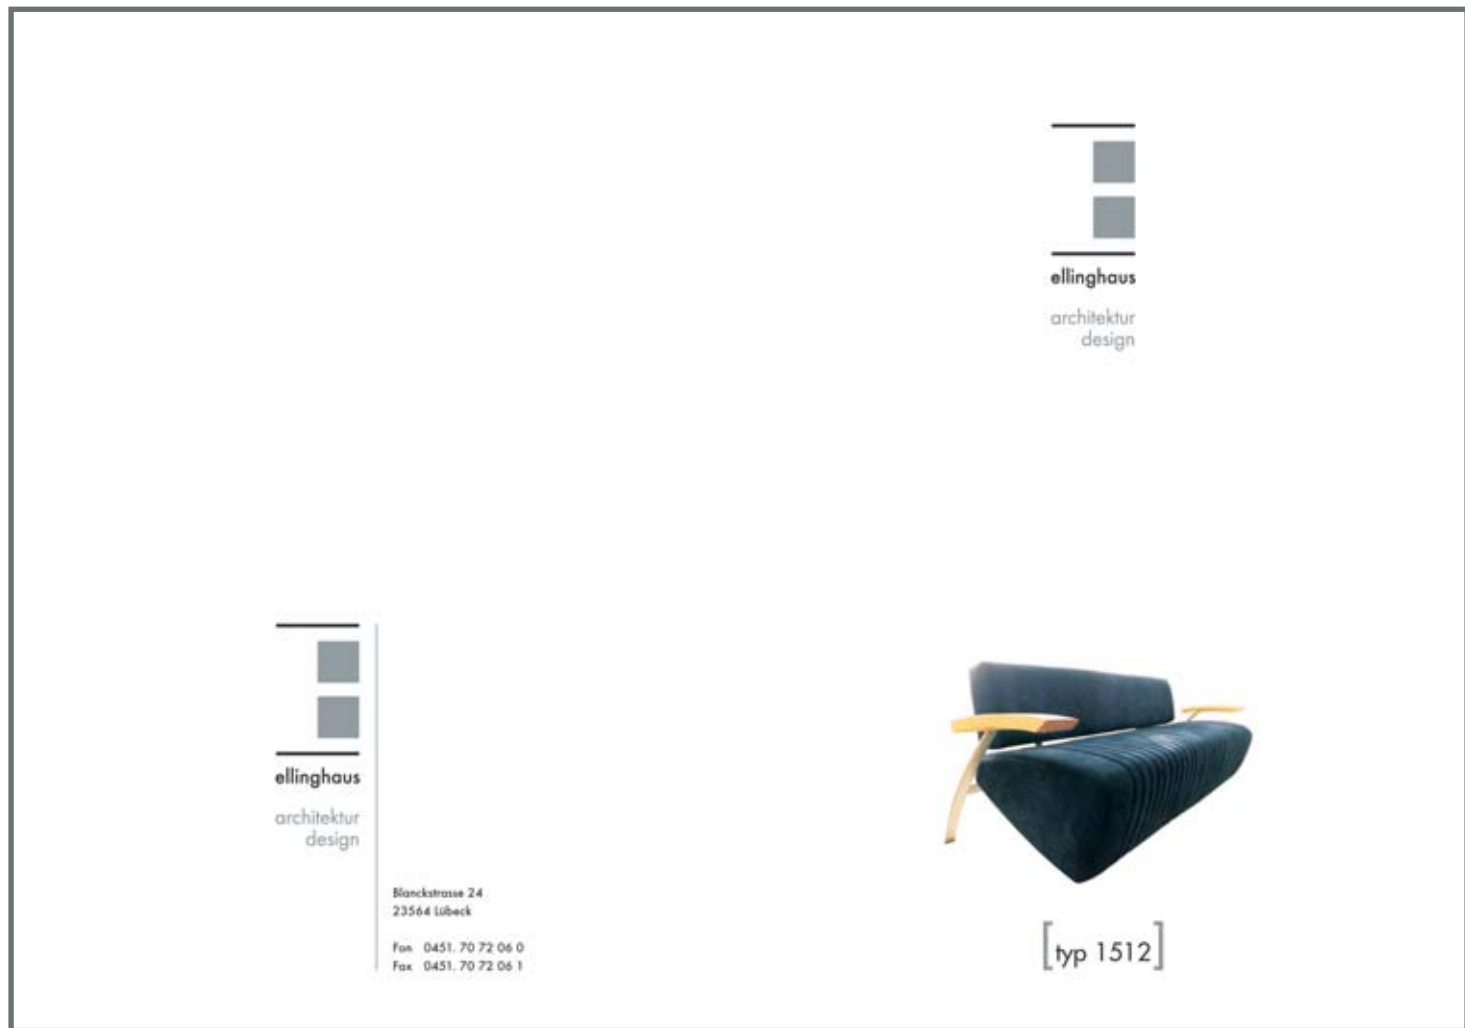 ellinghaus
architektur
design
Blanckstrasse 24
23564 Lübeck
Fon 0451. 70 72 06 0
Fax 0451. 70 72 06 1
ellinghaus
architektur
design
[typ 1512]